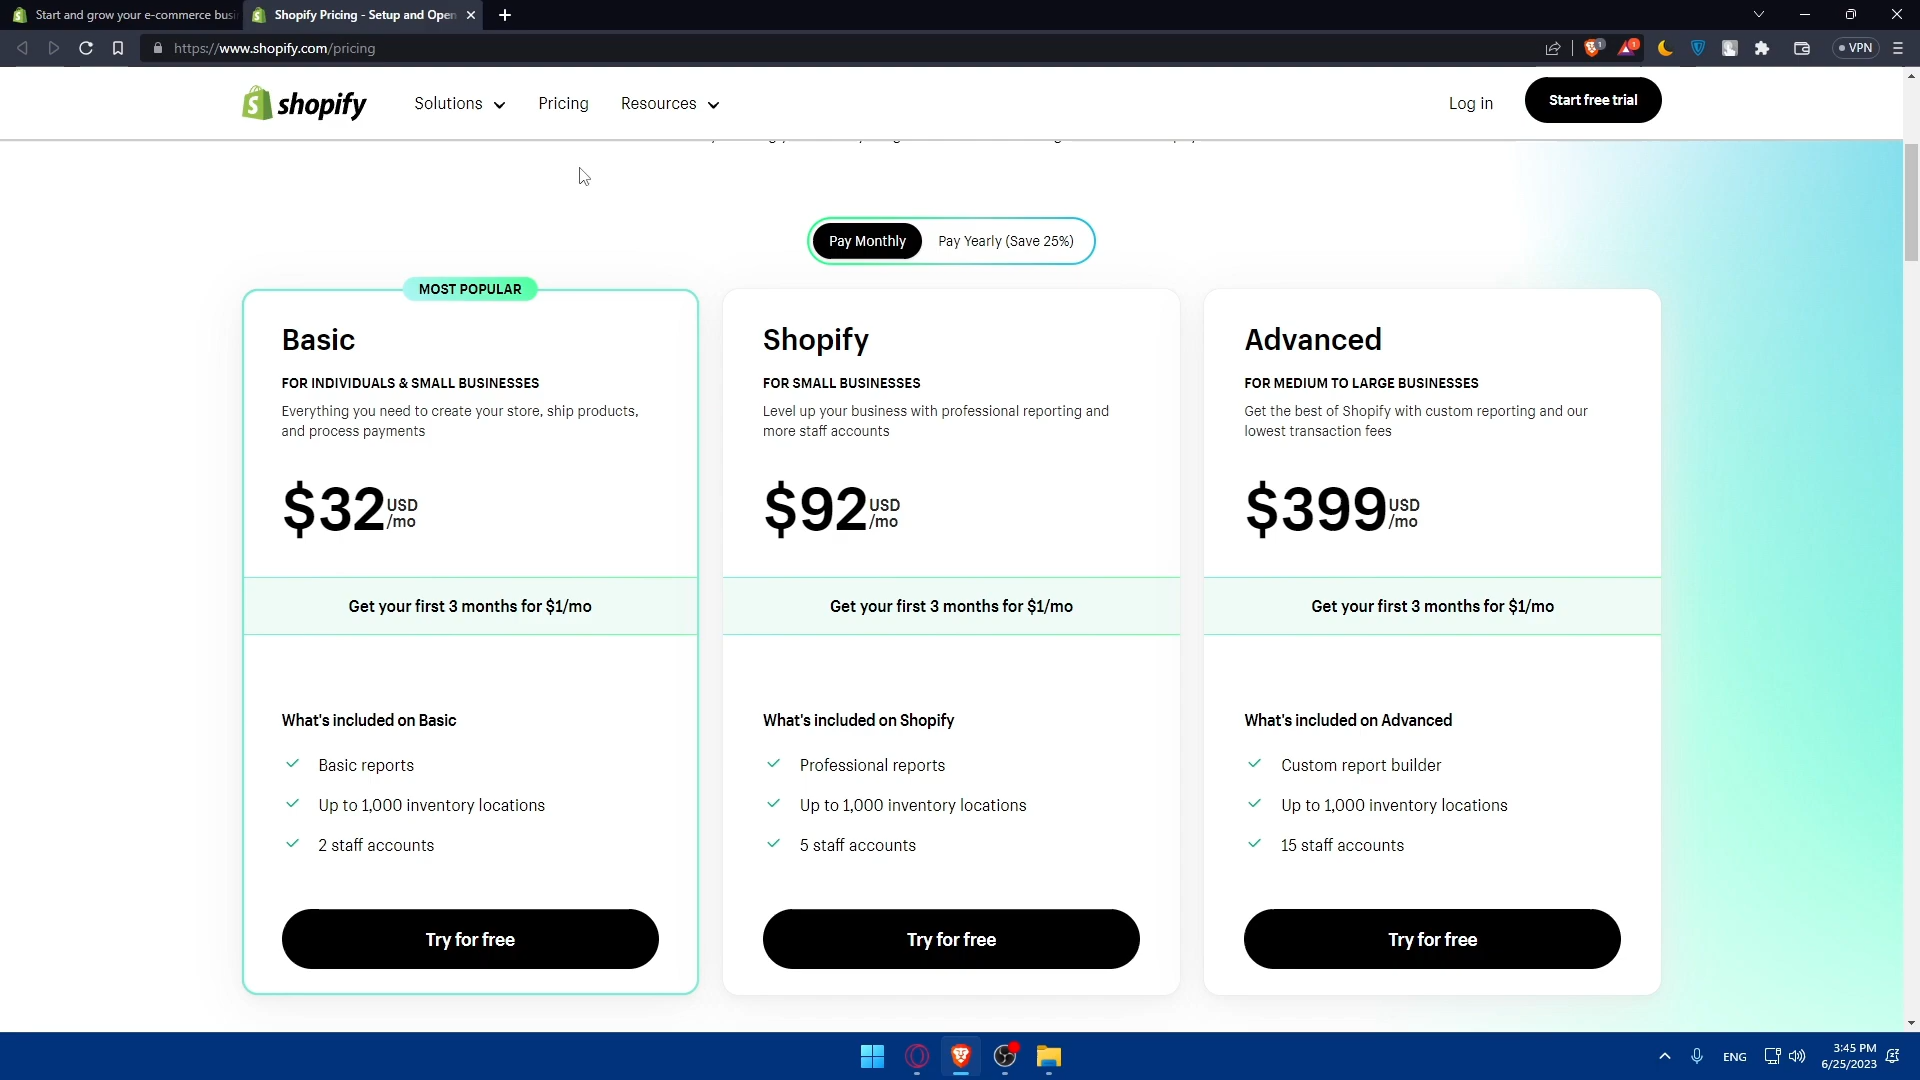 Start and grow your e-commerce busi
Shopify Pricing - Setup and Open
https://www.shopify.com/pricing
1
1
VPN
shopify
Solutions
Pricing
Resources
Log in
Start free trial
Pay Monthly
Pay Yearly (Save 25%)
MOST POPULAR
Basic
FOR INDIVIDUALS & SMALL BUSINESSES
Everything you need to create your store, ship products,
and process payments
$32 USD
/mo
Get your first 3 months for $1/mo
What's included on Basic
Basic reports
Up to 1,000 inventory locations
2 staff accounts
Try for free
Shopify
FOR SMALL BUSINESSES
Level up your business with professional reporting and
more staff accounts
$92 USD
/mo
Get your first 3 months for $1/mo
What's included on Shopify
Professional reports
Up to 1,000 inventory locations
5 staff accounts
Try for free
Advanced
FOR MEDIUM TO LARGE BUSINESSES
Get the best of Shopify with custom reporting and our
lowest transaction fees
$399 USD
/mo
Get your first 3 months for $1/mo
What's included on Advanced
Custom report builder
Up to 1,000 inventory locations
15 staff accounts
Try for free
ENG
3:45 PM
6/25/2023